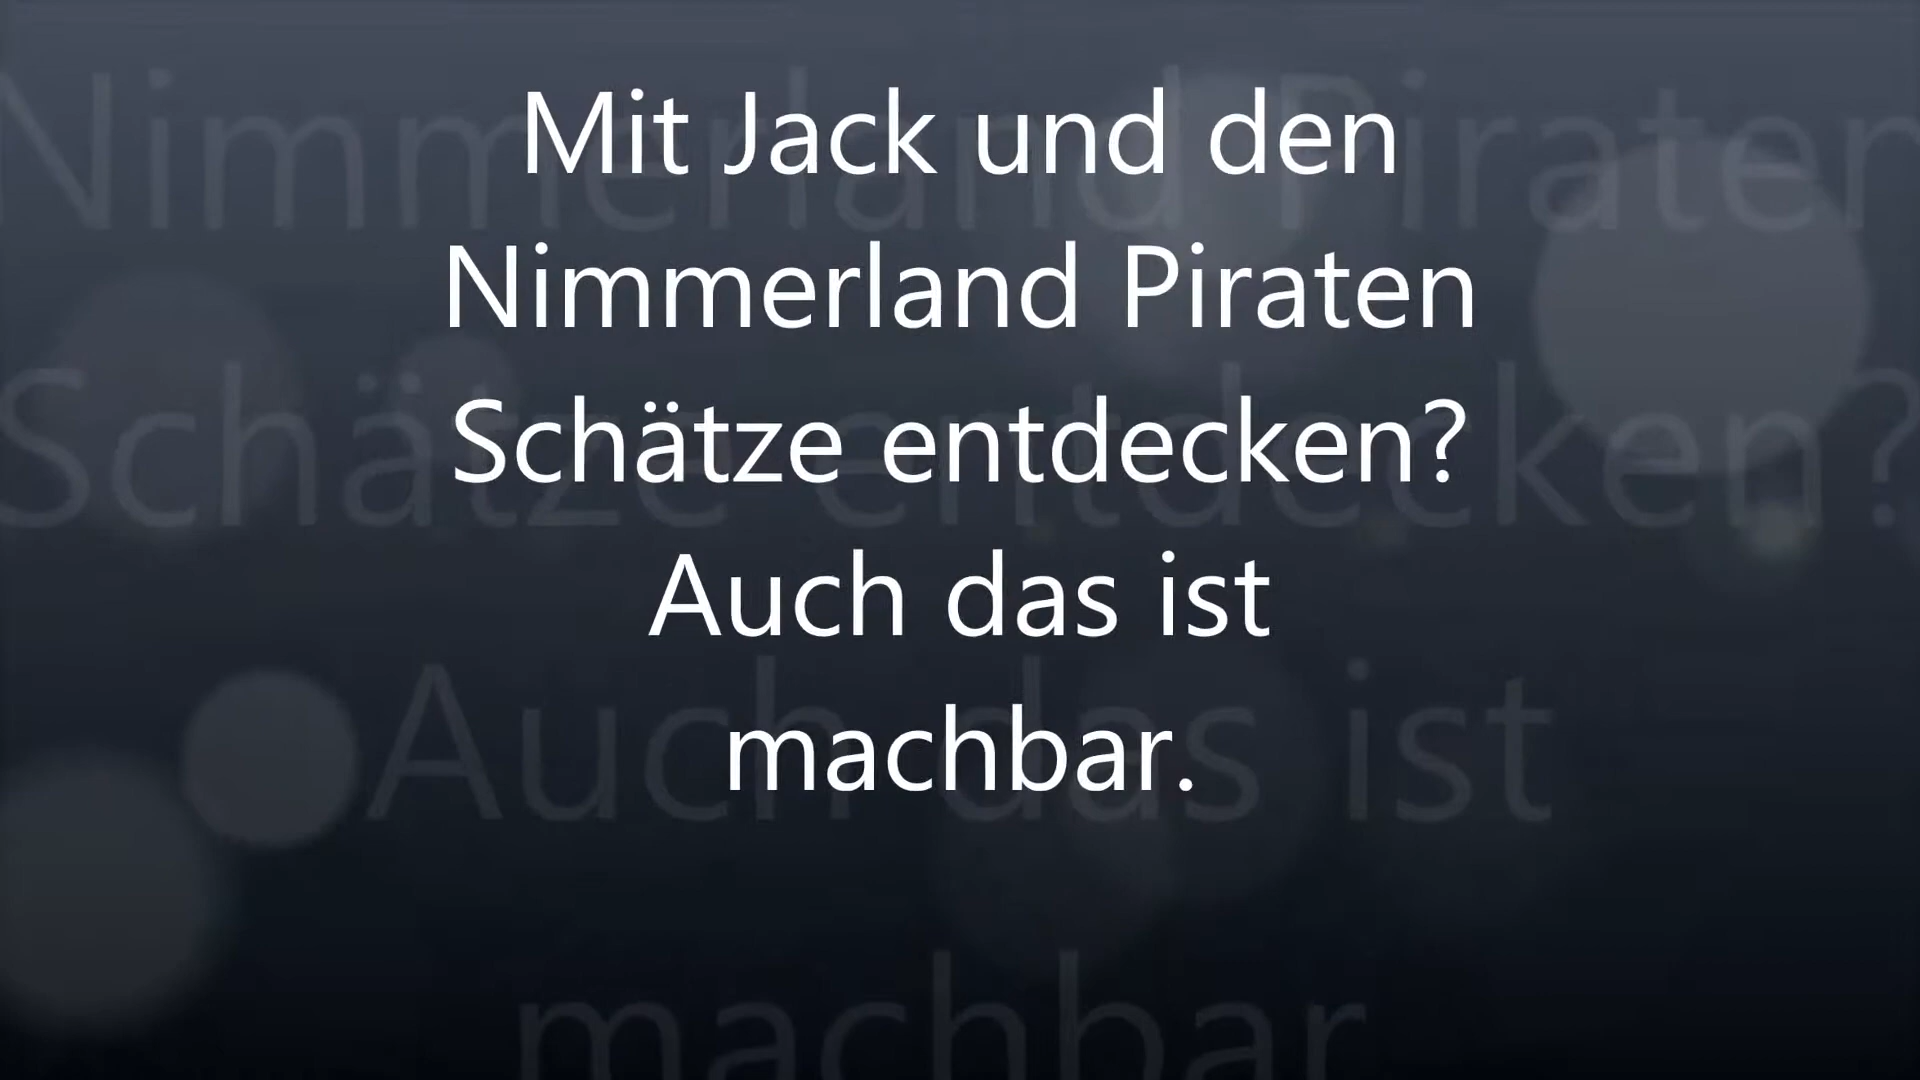 Mit Jack und den
Nimmerland Piraten
Schätze entdecken?
Auch das ist
machbar.